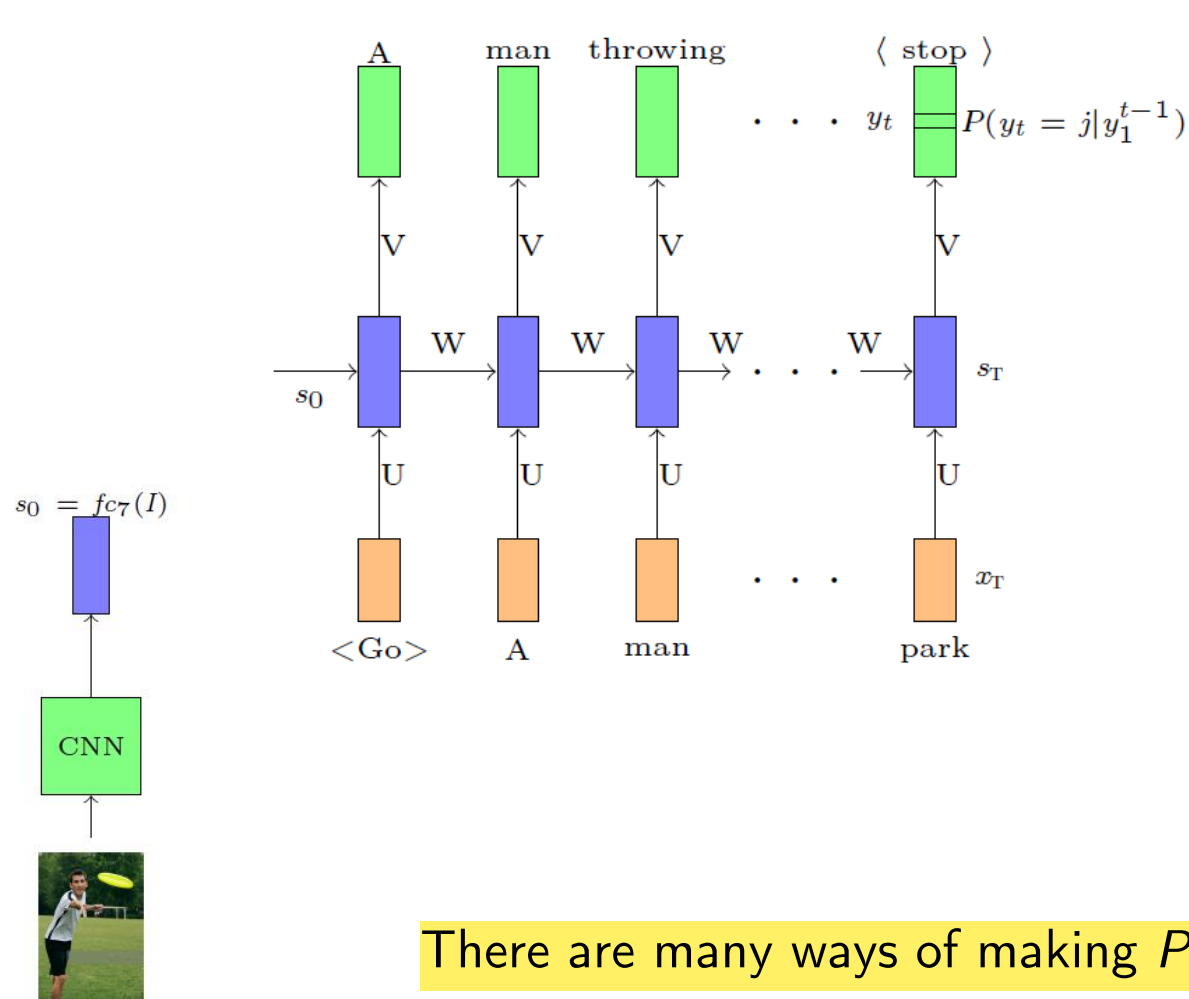 A man throwing ⟨ stop ⟩
· · · y_t P(y_t = j|y_1^{t−1})
V V V V
W W W W
s_0 · · · s_T
U U U U
s_0 = fc_7(I)
· · · x_T
<Go> A man park
CNN
There are many ways of making P